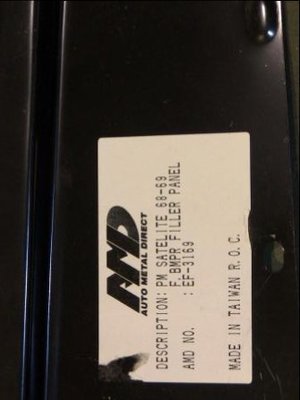 AMD
AUTO METAL DIRECT
DESCRIPTION: PM SATELITE 68-69
F.BMPR FILLER PANEL
AMD NO. : EF-3169
MADE IN TAIWAN R.O.C.